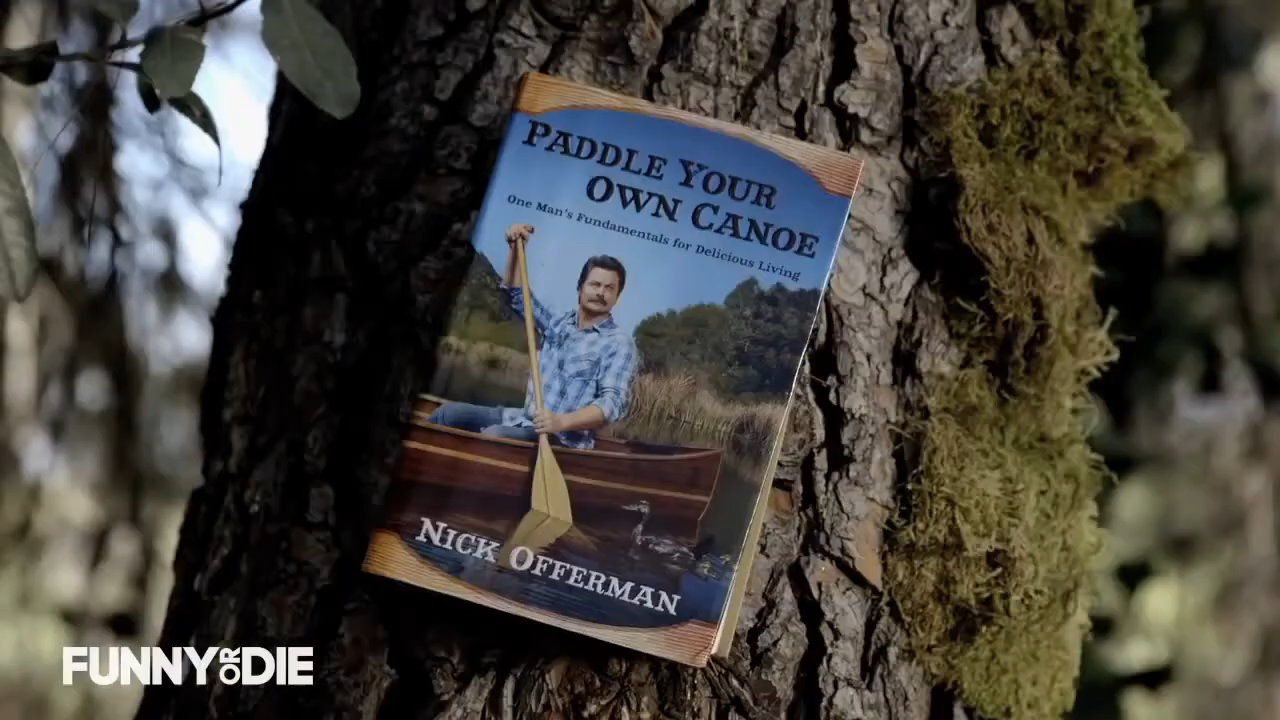 PADDLE YOUR
OWN CANOE
One Man's Fundamentals for Delicious Living
NICK OFFERMAN
FUNNY OR DIE